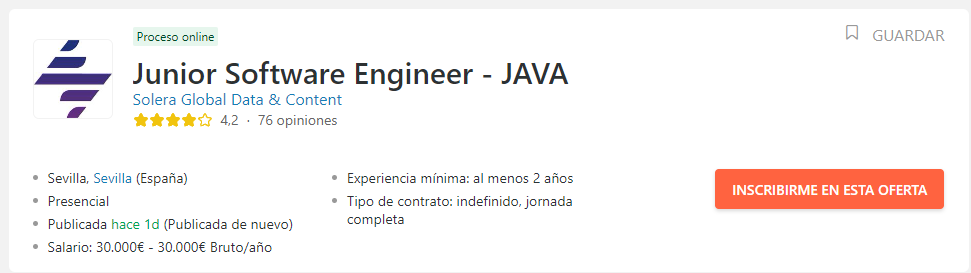 Proceso online
GUARDAR
Junior Software Engineer - JAVA
Solera Global Data & Content
4,2 · 76 opiniones
Sevilla, Sevilla (España)
Presencial
Publicada hace 1d (Publicada de nuevo)
Salario: 30.000€ - 30.000€ Bruto/año
Experiencia mínima: al menos 2 años
Tipo de contrato: indefinido, jornada
completa
INSCRIBIRME EN ESTA OFERTA